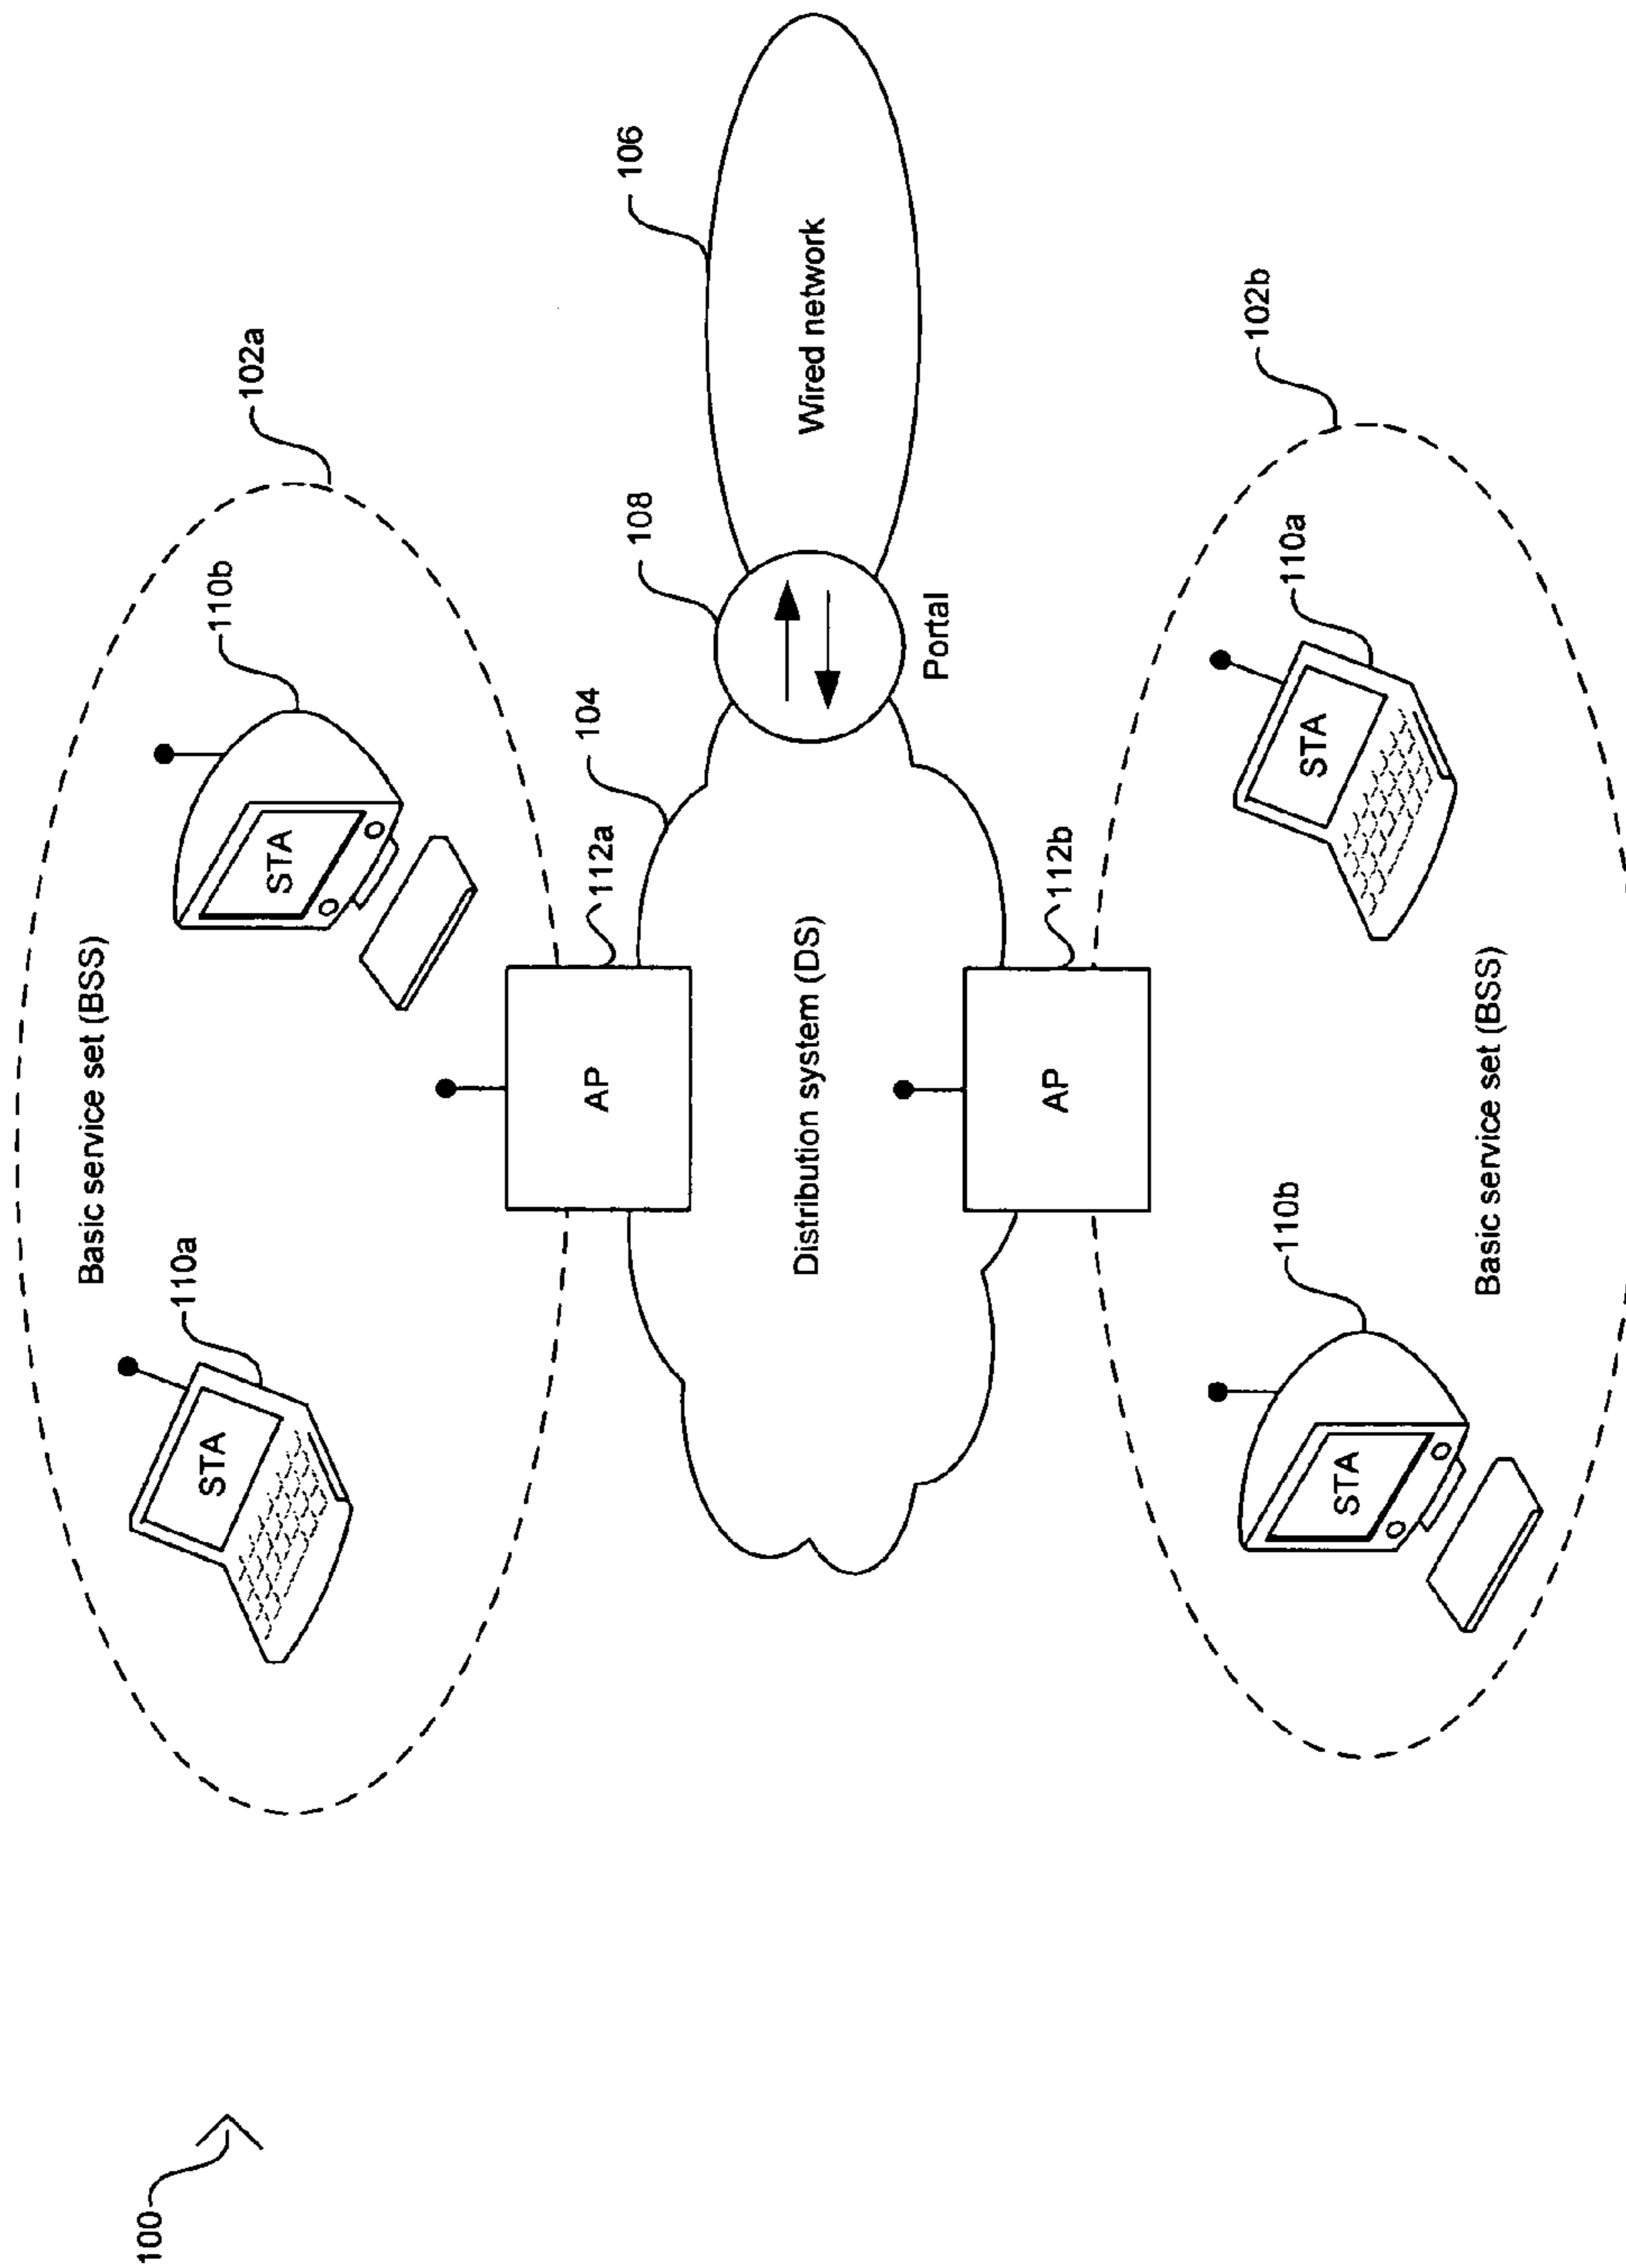 100
Basic service set (BSS)
102a
110a
STA
110b
STA
AP
112a
104
108
106
Distribution system (DS)
Wired network
Portal
AP
112b
102b
110b
STA
110a
STA
Basic service set (BSS)